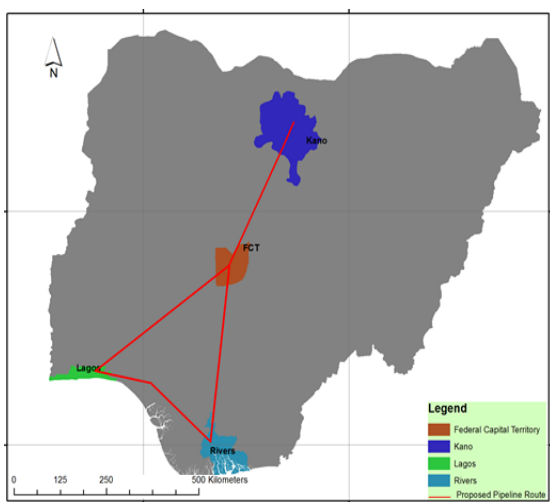 N
Kano
FCT
Lagos
Rivers
0 125 250 500 Kilometers
Legend
Federal Capital Territory
Kano
Lagos
Rivers
Proposed Pipeline Route